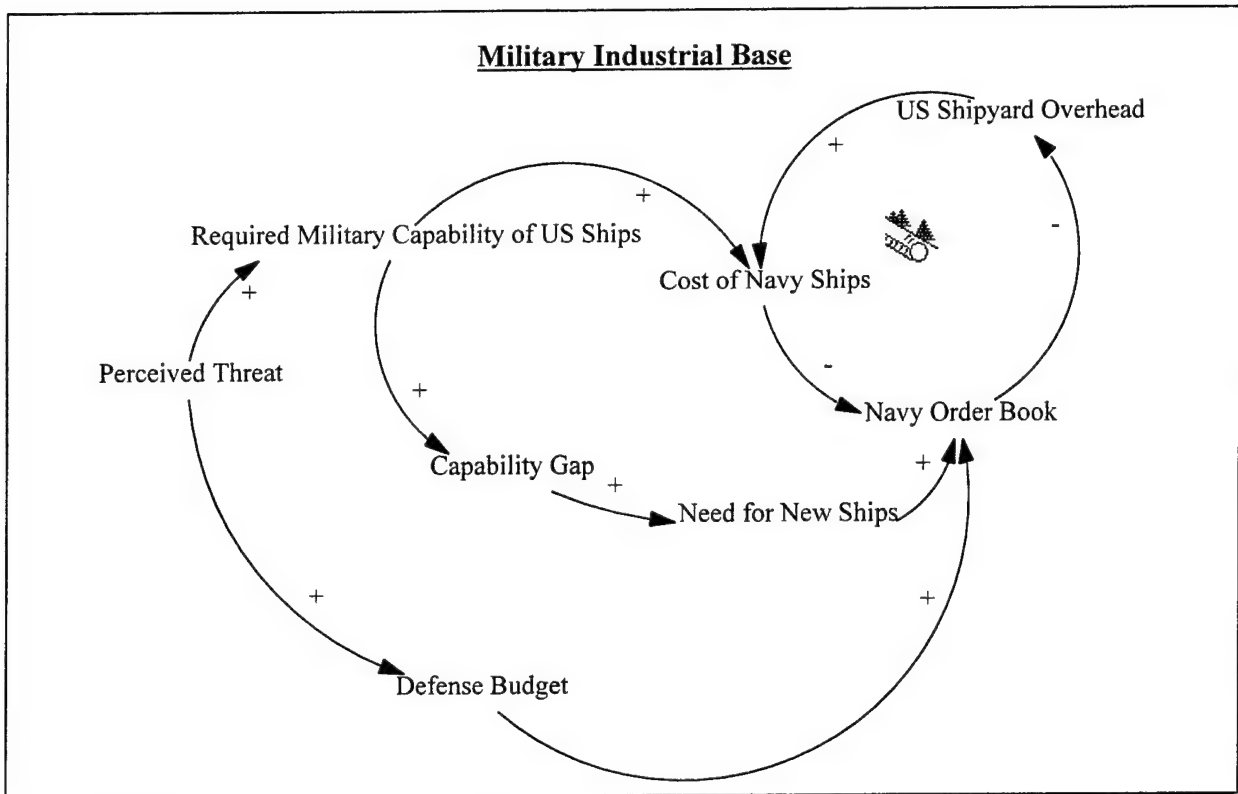 Military Industrial Base
US Shipyard Overhead
+
+
Required Military Capability of US Ships
-
Cost of Navy Ships
+
Perceived Threat
-
+
Navy Order Book
Capability Gap
+
+
Need for New Ships
+
+
Defense Budget